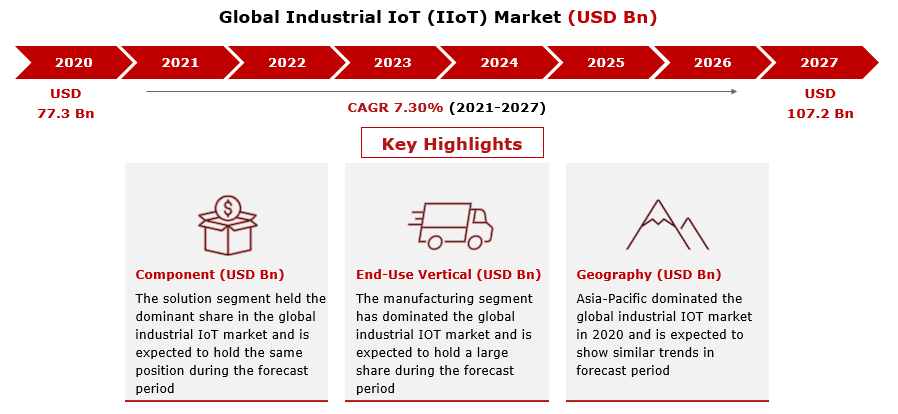 Global Industrial IoT (IIoT) Market (USD Bn)
2020 2021 2022 2023 2024 2025 2026 2027
USD
77.3 Bn
CAGR 7.30% (2021-2027)
USD
107.2 Bn
Key Highlights
$
Component (USD Bn)
The solution segment held the
dominant share in the global
industrial IoT market and is
expected to hold the same
position during the forecast
period
End-Use Vertical (USD Bn)
The manufacturing segment
has dominated the global
industrial IOT market and is
expected to hold a large
share during the forecast
period
Geography (USD Bn)
Asia-Pacific dominated the
global industrial IOT market
in 2020 and is expected to
show similar trends in
forecast period